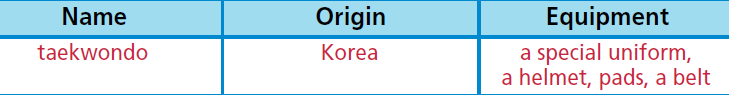 Name Origin Equipment
taekwondo Korea a special uniform,
a helmet, pads, a belt